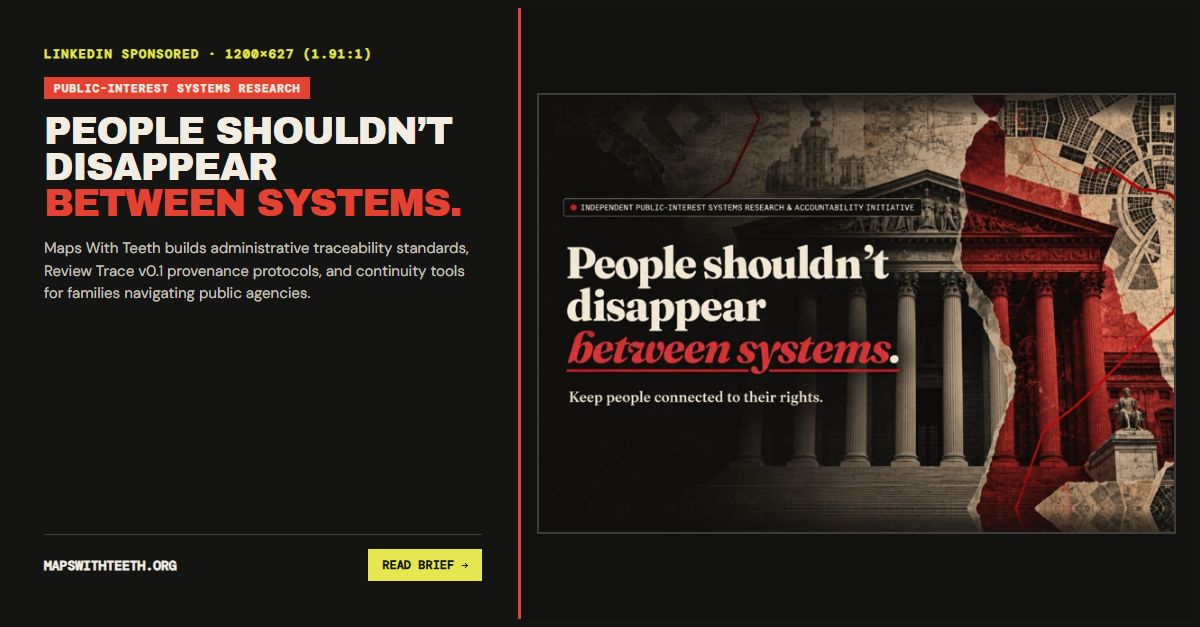 LINKEDIN SPONSORED · 1200×627 (1.91:1)
PUBLIC-INTEREST SYSTEMS RESEARCH
PEOPLE SHOULDN’T
DISAPPEAR
BETWEEN SYSTEMS.
Maps With Teeth builds administrative traceability standards,
Review Trace v0.1 provenance protocols, and continuity tools
for families navigating public agencies.
MAPSWITHTEETH.ORG
READ BRIEF →
INDEPENDENT PUBLIC-INTEREST SYSTEMS RESEARCH & ACCOUNTABILITY INITIATIVE
People shouldn’t
disappear
between systems.
Keep people connected to their rights.